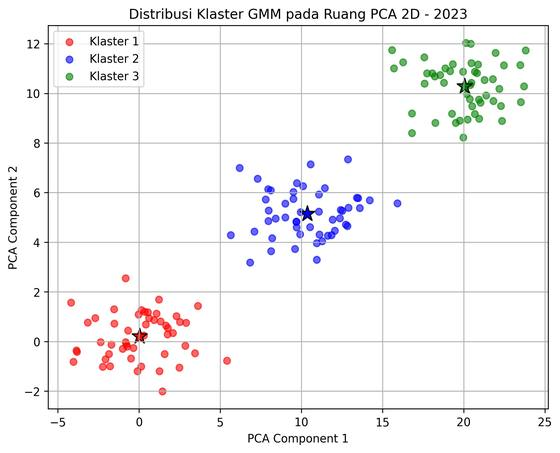 Distribusi Klaster GMM pada Ruang PCA 2D - 2023
Klaster 1
Klaster 2
Klaster 3
PCA Component 2
12
10
8
6
4
2
0
−2
−5
0
5
10
15
20
25
PCA Component 1